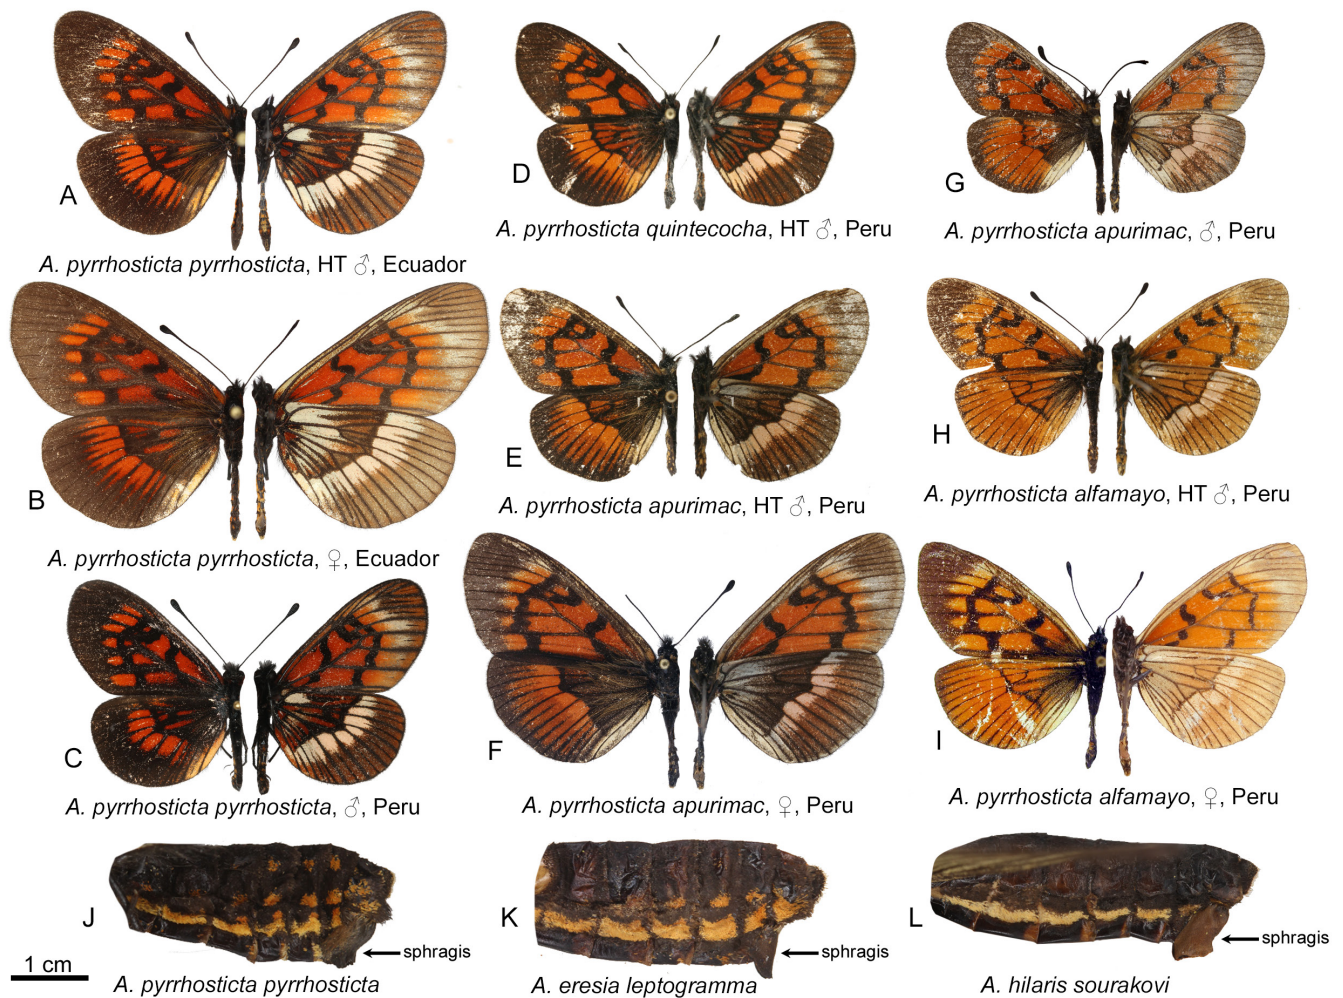 A
A. pyrrhosticta pyrrhosticta, HT ♂, Ecuador
B
A. pyrrhosticta pyrrhosticta, ♀, Ecuador
C
A. pyrrhosticta pyrrhosticta, ♂, Peru
D
A. pyrrhosticta quintecocha, HT ♂, Peru
E
A. pyrrhosticta apurimac, HT ♂, Peru
F
A. pyrrhosticta apurimac, ♀, Peru
G
A. pyrrhosticta apurimac, ♂, Peru
H
A. pyrrhosticta alfamayo, HT ♂, Peru
I
A. pyrrhosticta alfamayo, ♀, Peru
J
sphragis
1 cm
A. pyrrhosticta pyrrhosticta
K
sphragis
A. eresia leptogramma
L
sphragis
A. hilaris sourakovi